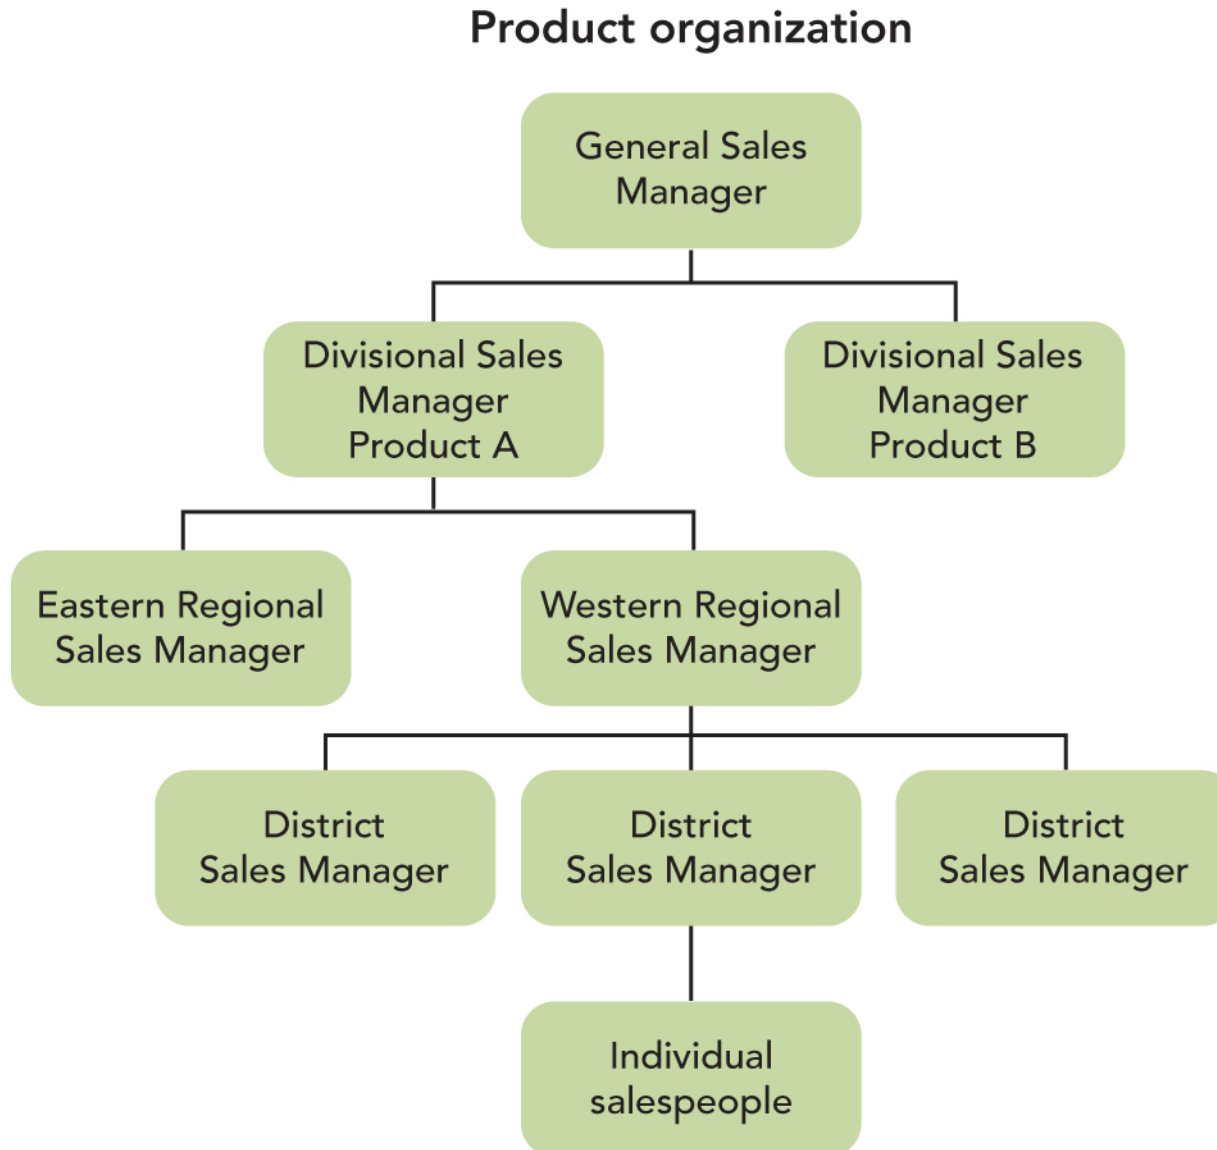 Product organization
General Sales
Manager
Divisional Sales
Manager
Product A
Divisional Sales
Manager
Product B
Eastern Regional
Sales Manager
Western Regional
Sales Manager
District
Sales Manager
District
Sales Manager
District
Sales Manager
Individual
salespeople